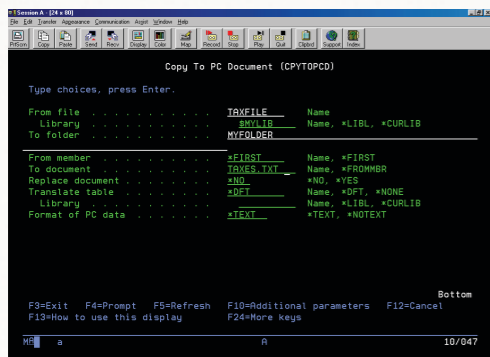 Session A - [24 x 80]
File Edit Transfer Appearance Communication Assist Window Help
PrtScrn Copy Paste Send Recv Display Color Map Record Stop Play Quit Clipbrd Support Index
Copy To PC Document (CPYTOPCD)
Type choices, press Enter.
From file . . . . . . . . . . . . TAXFILE Name
Library . . . . . . . . . . . $MYLIB Name, *LIBL, *CURLIB
To folder . . . . . . . . . . . . MYFOLDER
From member . . . . . . . . . . . *FIRST Name, *FIRST
To document . . . . . . . . . . . TAXES.TXT Name, *FROMMBR
Replace document . . . . . . . . . *NO *NO, *YES
Translate table . . . . . . . . . *DFT Name, *DFT, *NONE
Library . . . . . . . . . . . Name, *LIBL, *CURLIB
Format of PC data . . . . . . . . *TEXT *TEXT, *NOTEXT
Bottom
F3=Exit F4=Prompt F5=Refresh F10=Additional parameters F12=Cancel
F13=How to use this display F24=More keys
MA a A 10/047